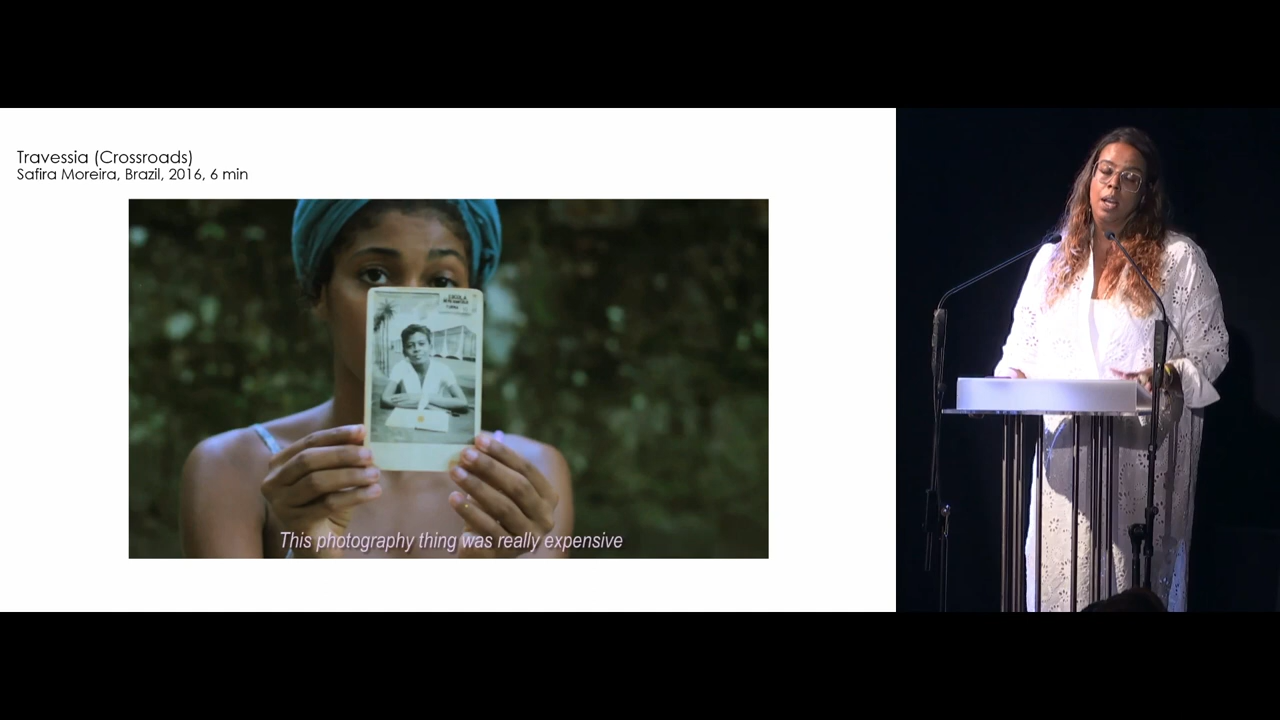 Travessia (Crossroads)
Safira Moreira, Brazil, 2016, 6 min
This photography thing was really expensive